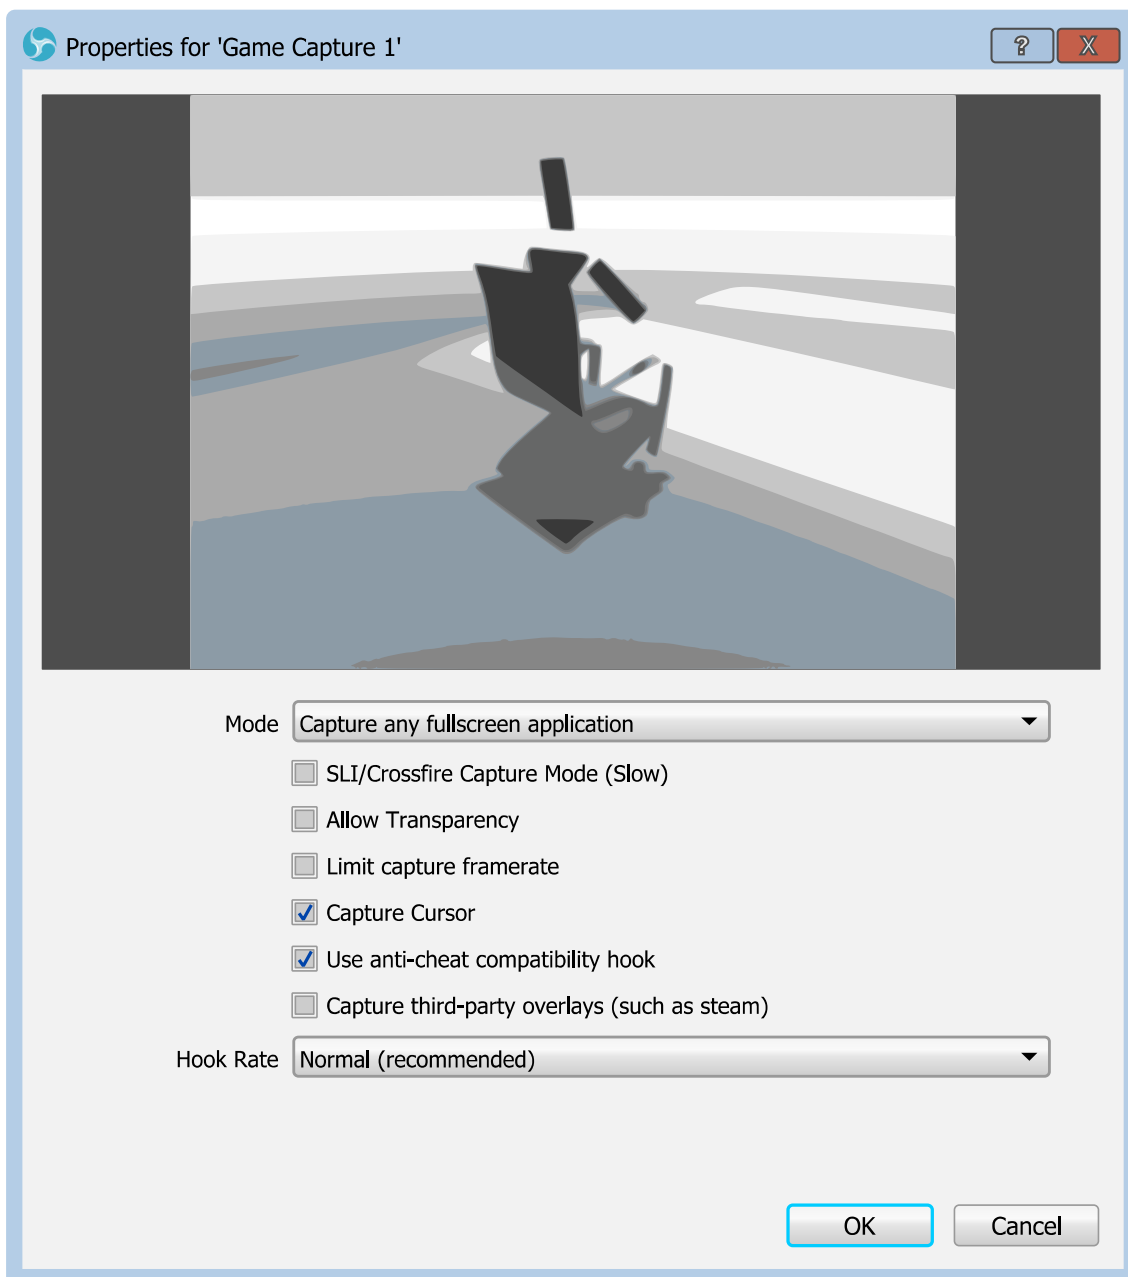 Properties for 'Game Capture 1'
? X
Mode Capture any fullscreen application
SLI/Crossfire Capture Mode (Slow)
Allow Transparency
Limit capture framerate
Capture Cursor
Use anti-cheat compatibility hook
Capture third-party overlays (such as steam)
Hook Rate Normal (recommended)
OK Cancel